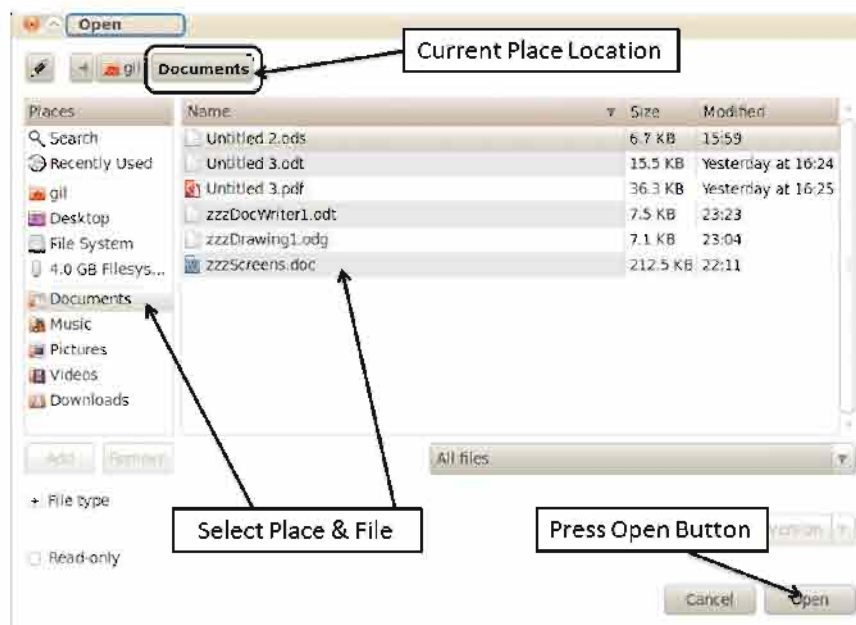 Open
Current Place Location
gil Documents
Places Name Size Modified
Search Untitled 2.ods 6.7 KB 15:59
Recently Used Untitled 3.odt 15.5 KB Yesterday at 16:24
gil Untitled 3.pdf 36.3 KB Yesterday at 16:25
Desktop zzzDocWriter1.odt 7.5 KB 23:23
File System zzzDrawing1.odg 7.1 KB 23:04
4.0 GB Filesys... zzzScreens.doc 212.5 KB 22:11
Documents
Music
Pictures
Videos
Downloads
Add Remove All files
+ File type
Select Place & File Press Open Button
Read-only
Cancel Open